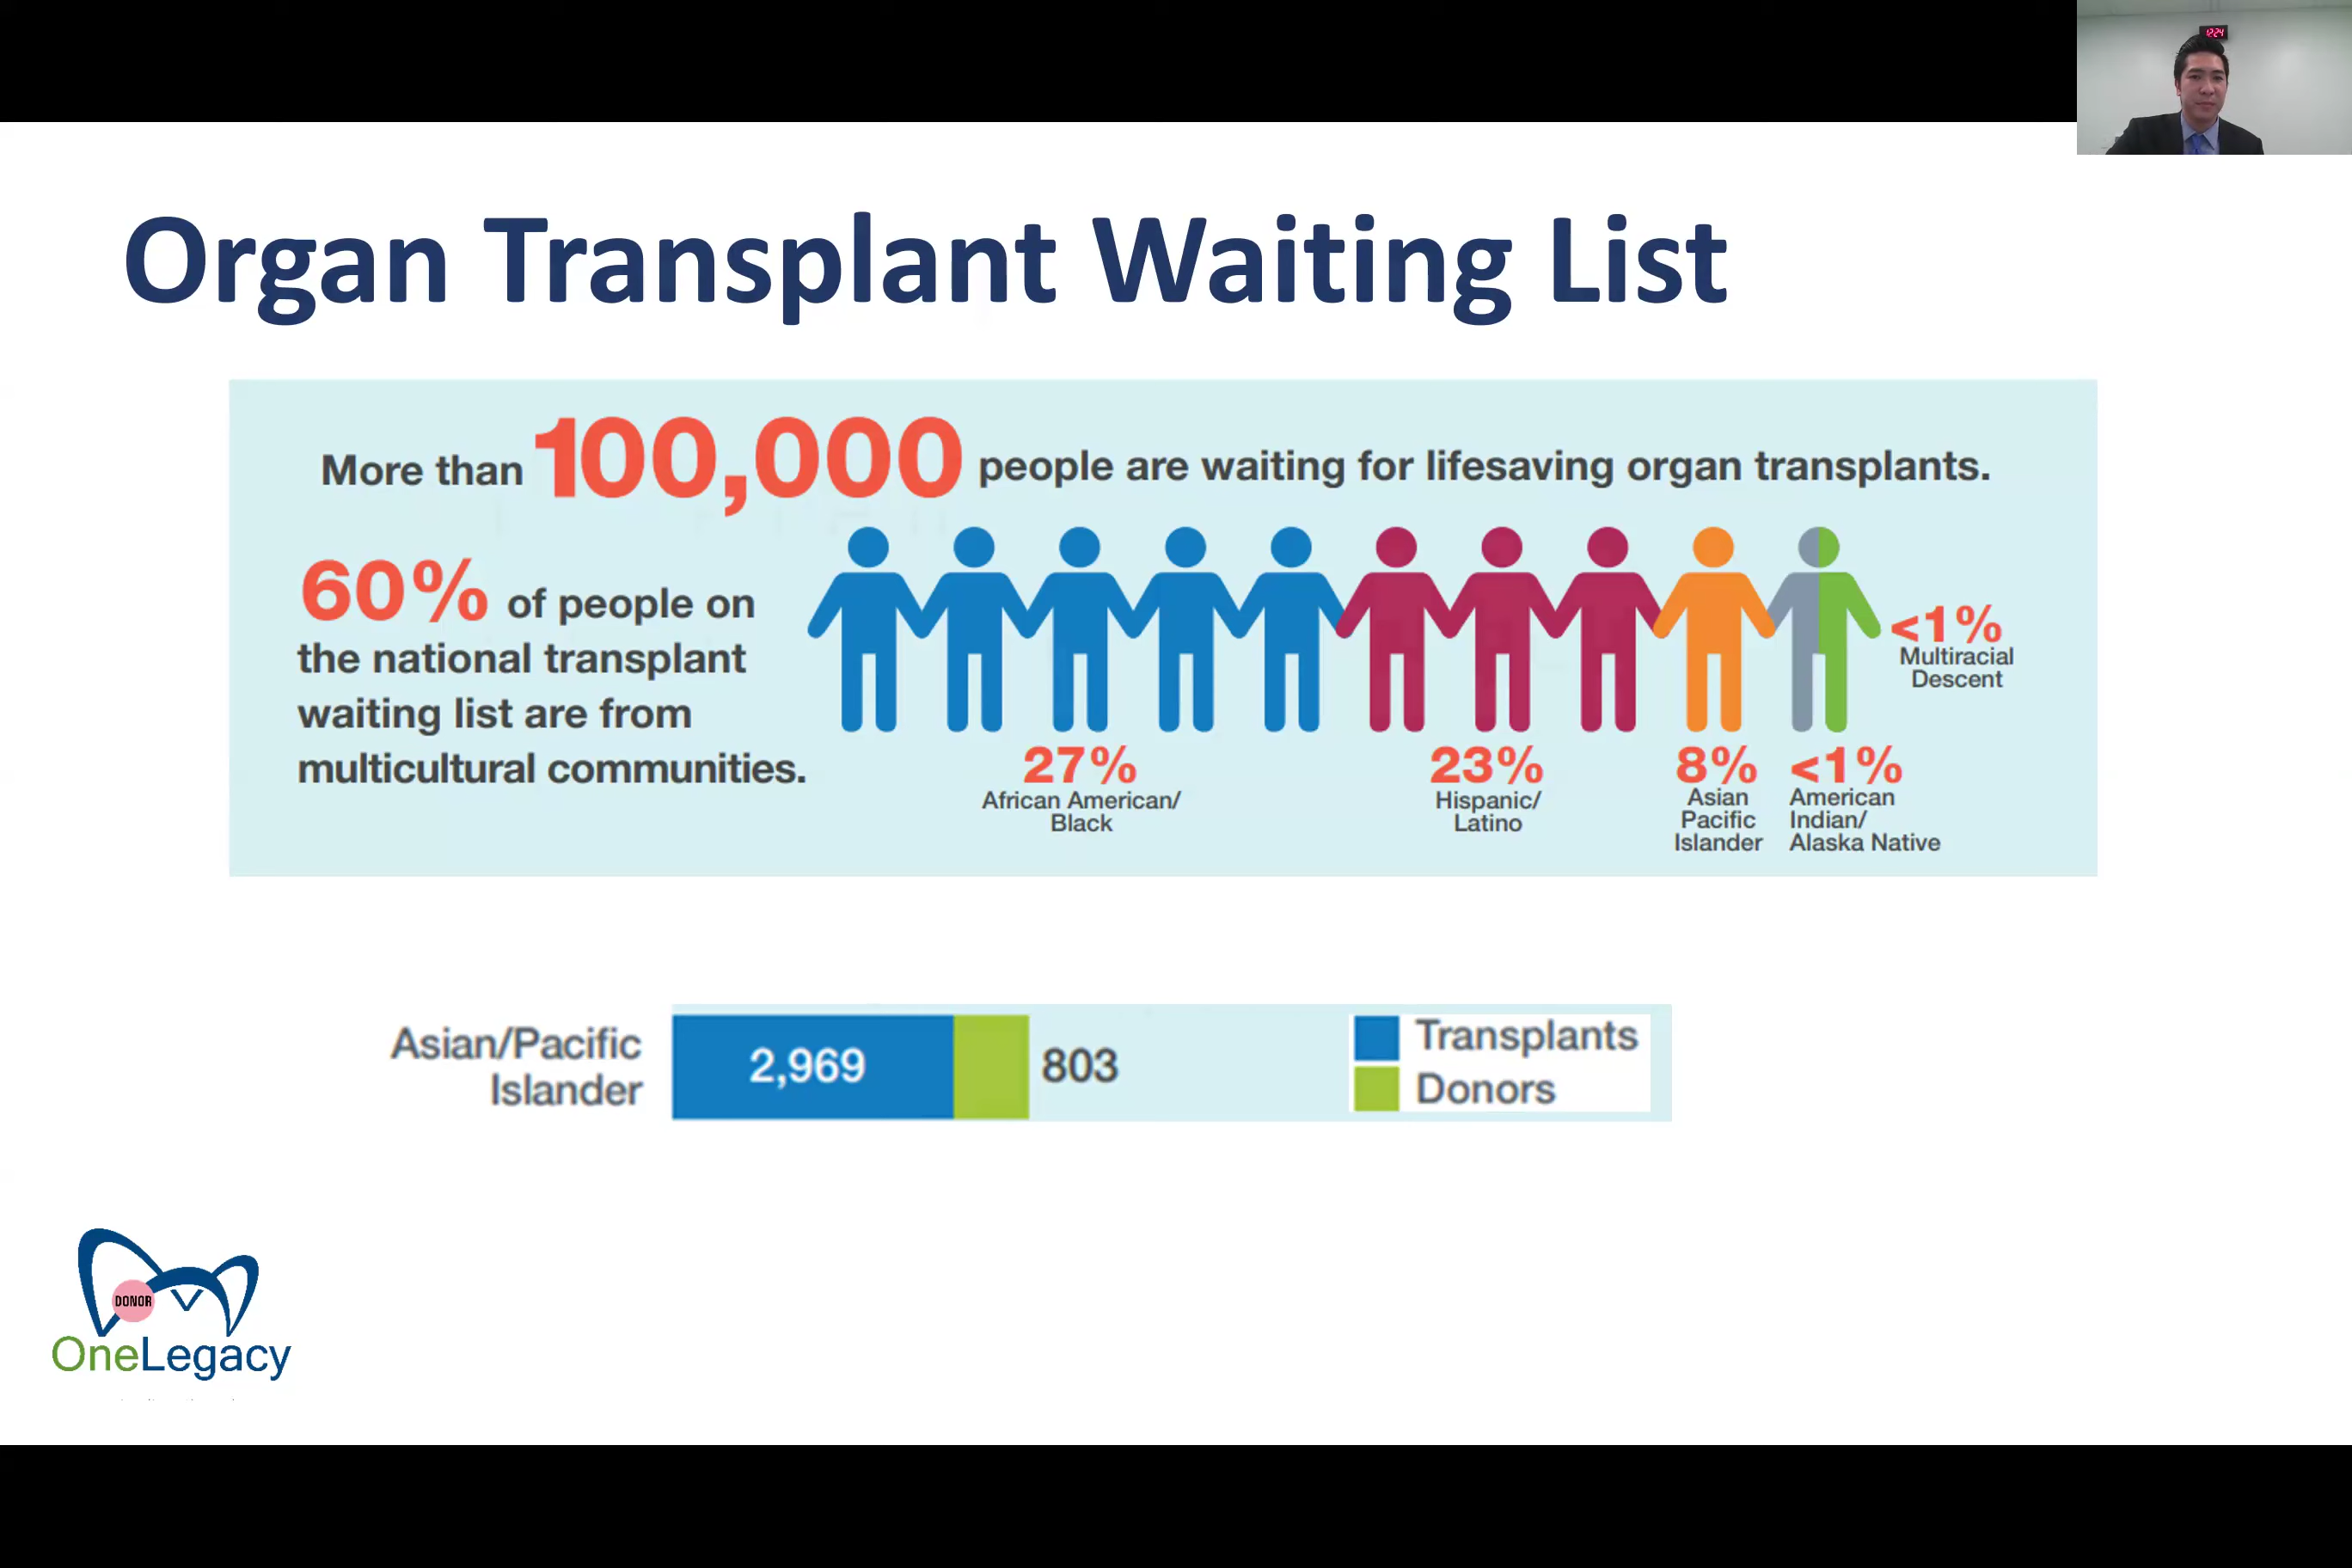 12:24
Organ Transplant Waiting List
More than 100,000 people are waiting for lifesaving organ transplants.
60% of people on
the national transplant
waiting list are from
multicultural communities.
<1%
Multiracial
Descent
27%
African American/
Black
23%
Hispanic/
Latino
8%
Asian
Pacific
Islander
<1%
American
Indian/
Alaska Native
Asian/Pacific
Islander
2,969
803
Transplants
Donors
DONOR
OneLegacy